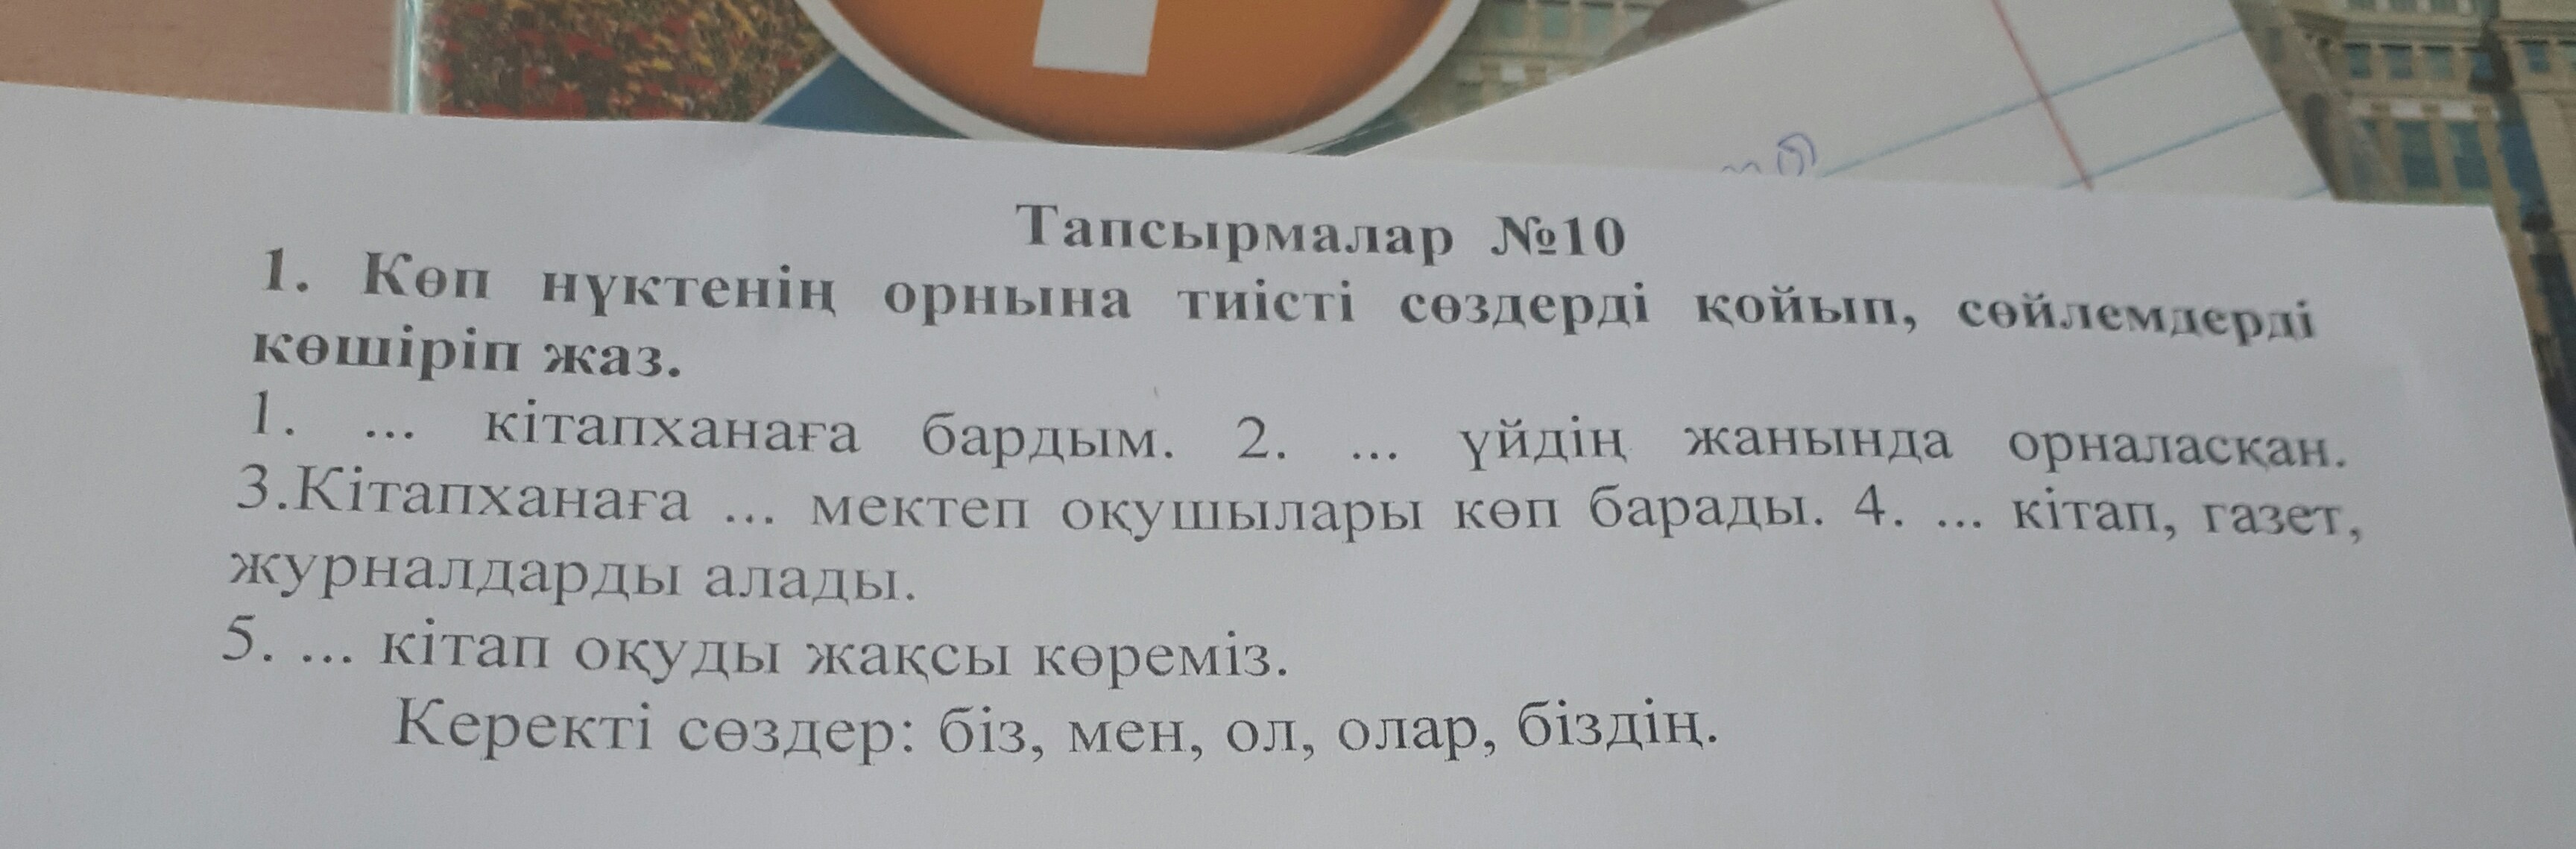 Тапсырмалар №10
1. Көп нүктенің орнына тиісті сөздерді қойып, сөйлемдерді
көшіріп жаз.
1. ... кітапханаға бардым. 2. ... үйдің жанында орналасқан.
3.Кітапханаға ... мектеп оқушылары көп барады. 4. ... кітап, газет,
журналдарды алады.
5. ... кітап оқуды жақсы көреміз.
Керекті сөздер: біз, мен, ол, олар, біздің.